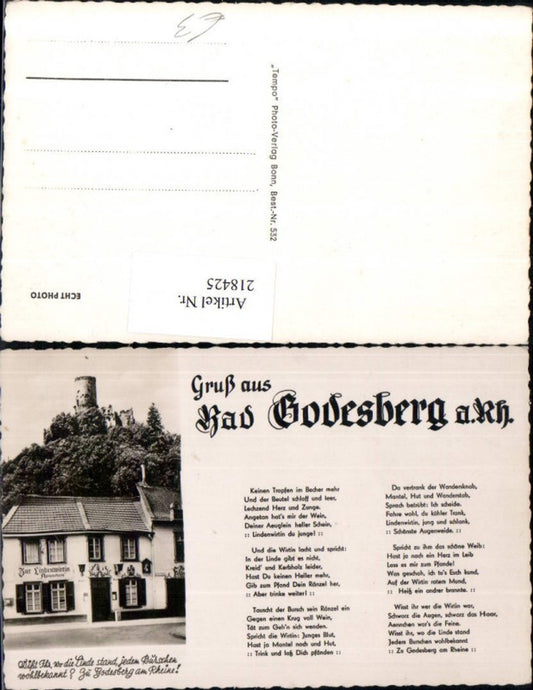 „Tempo" Photo-Verlag Bonn, Best.-Nr. 532
ECHT PHOTO
Artikel Nr.
218425
Gruß aus
Bad Godesberg a.Rh.
Zur Lindenwirtin
Keinen Tropfen im Becher mehr
Und der Beutel schlaff und leer,
Lechzend Herz und Zunge.
Angetan hat's mir der Wein,
Deiner Aeuglein heller Schein,
:: Lindenwirtin du junge! ::
Und die Wirtin lacht und spricht:
In der Linde gibt es nicht,
Kreid' und Kerbholz leider,
Hast Du keinen Heller mehr,
Gib zum Pfand Dein Ränzel her,
:: Aber trinke weiter! ::
Tauscht der Bursch sein Ränzel ein
Gegen einen Krug voll Wein,
Tät zum Geh'n sich wenden.
Spricht die Wirtin: Junges Blut,
Hast ja Mantel noch und Hut,
:: Trink und laß Dich pfänden ::
Da vertrank der Wanderknab,
Mantel, Hut und Wanderstab,
Sprach betrübt: Ich scheide.
Fahre wohl, du kühler Trank,
Lindenwirtin, jung und schlank,
:: Schönste Augenweide. ::
Spricht zu ihm das schöne Weib:
Hast ja noch ein Herz im Leib
Lass es mir zum Pfande!
Was geschah, ich tu's Euch kund,
Auf der Wirtin rotem Mund,
:: Heiß ein andrer brannte. ::
Wisst ihr wer die Wirtin war,
Schwarz die Augen, schwarz das Haar,
Aennchen war's die Feine.
Wisst ihr, wo die Linde stand
Jedem Burschen wohlbekannt
:: Zu Godesberg am Rheine ::
Wißt Ihr, wo die Linde stand, jedem Burschen
wohlbekannt? Zu Godesberg am Rheine!